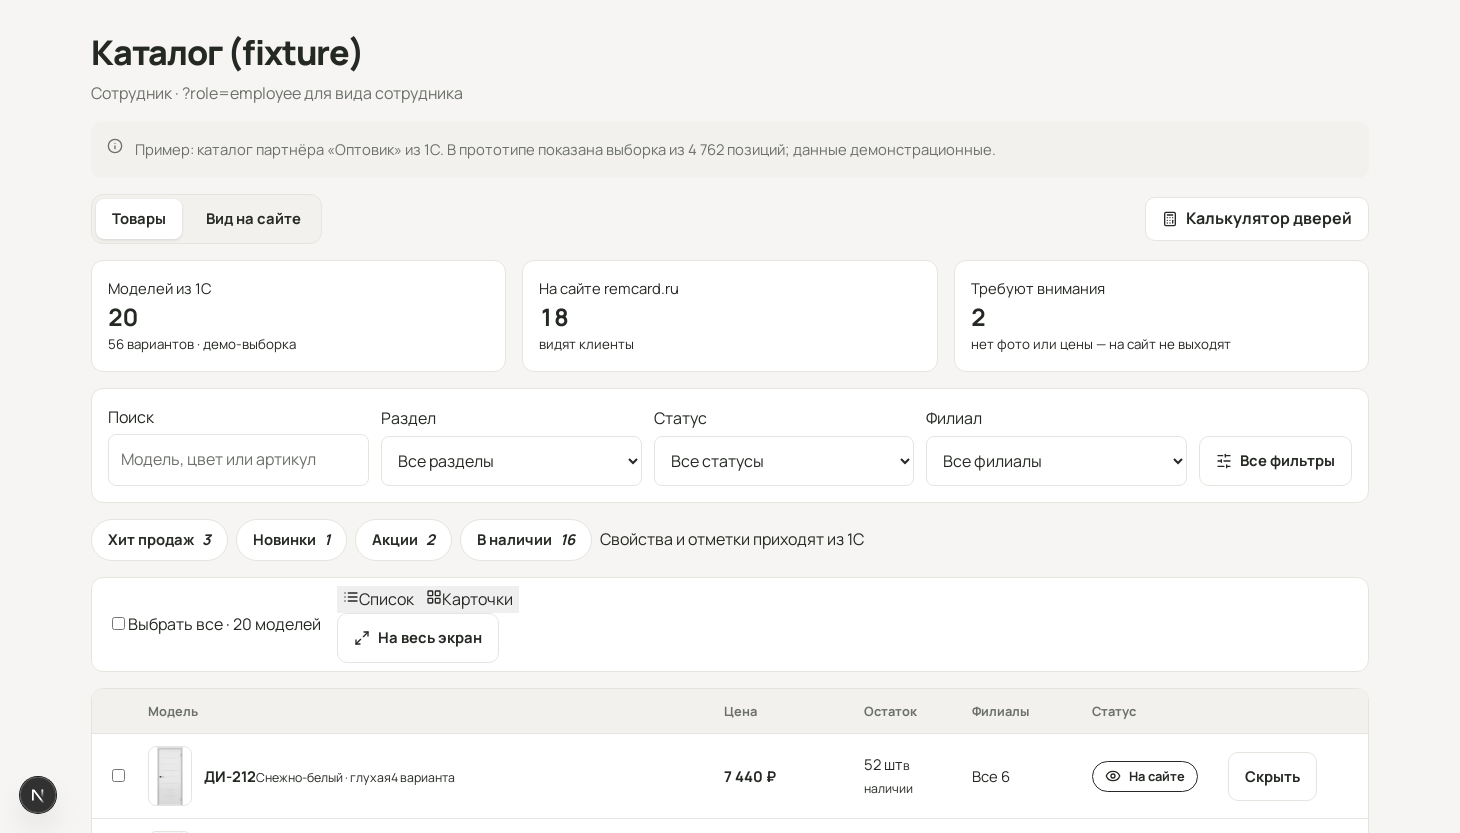 Каталог (fixture)
Сотрудник · ?role=employee для вида сотрудника
Пример: каталог партнёра «Оптовик» из 1С. В прототипе показана выборка из 4 762 позиций; данные демонстрационные.
Товары Вид на сайте Калькулятор дверей
Моделей из 1С
20
56 вариантов · демо-выборка
На сайте remcard.ru
18
видят клиенты
Требуют внимания
2
нет фото или цены — на сайт не выходят
Поиск Раздел Статус Филиал
Модель, цвет или артикул Все разделы Все статусы Все филиалы Все фильтры
Хит продаж 3 Новинки 1 Акции 2 В наличии 16 Свойства и отметки приходят из 1С
Выбрать все · 20 моделей
Список Карточки
На весь экран
Модель Цена Остаток Филиалы Статус
ДИ-212Снежно-белый · глухая4 варианта 7 440 ₽ 52 штв наличии Все 6 На сайте Скрыть
N